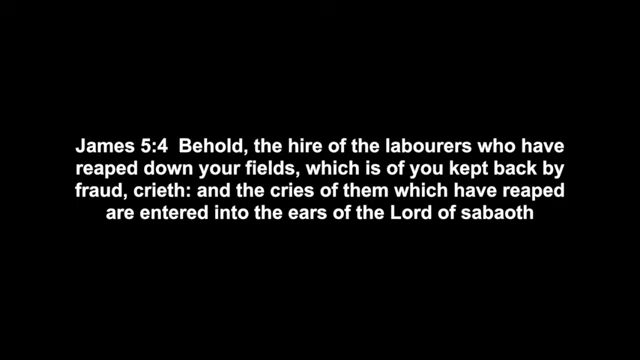 James 5:4  Behold, the hire of the labourers who have
reaped down your fields, which is of you kept back by
fraud, crieth: and the cries of them which have reaped
are entered into the ears of the Lord of sabaoth